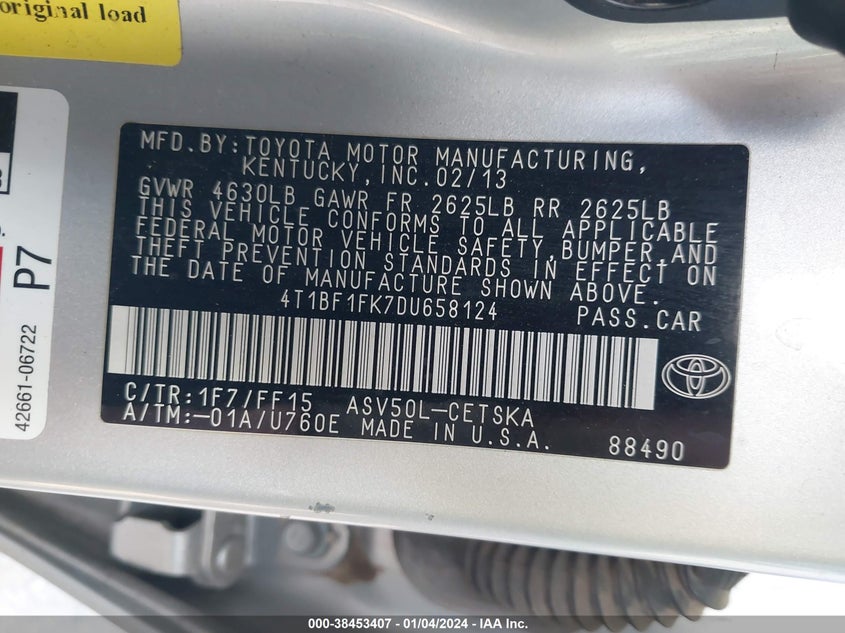 original load
P7
42661-06722
MFD.BY:TOYOTA MOTOR MANUFACTURING,
KENTUCKY, INC.02/13
GVWR 4630LB GAWR FR 2625LB RR 2625LB
THIS VEHICLE CONFORMS TO ALL APPLICABLE
FEDERAL MOTOR VEHICLE SAFETY,BUMPER,AND
THEFT PREVENTION STANDARDS IN EFFECT ON
THE DATE OF MANUFACTURE SHOWN ABOVE.
4T1BF1FK7DU658124 PASS.CAR
C/TR:1F7/FF15 ASV50L-CETSKA
A/TM:-01A/U760E MADE IN U.S.A.
88490
000-38453407 - 01/04/2024 - IAA Inc.